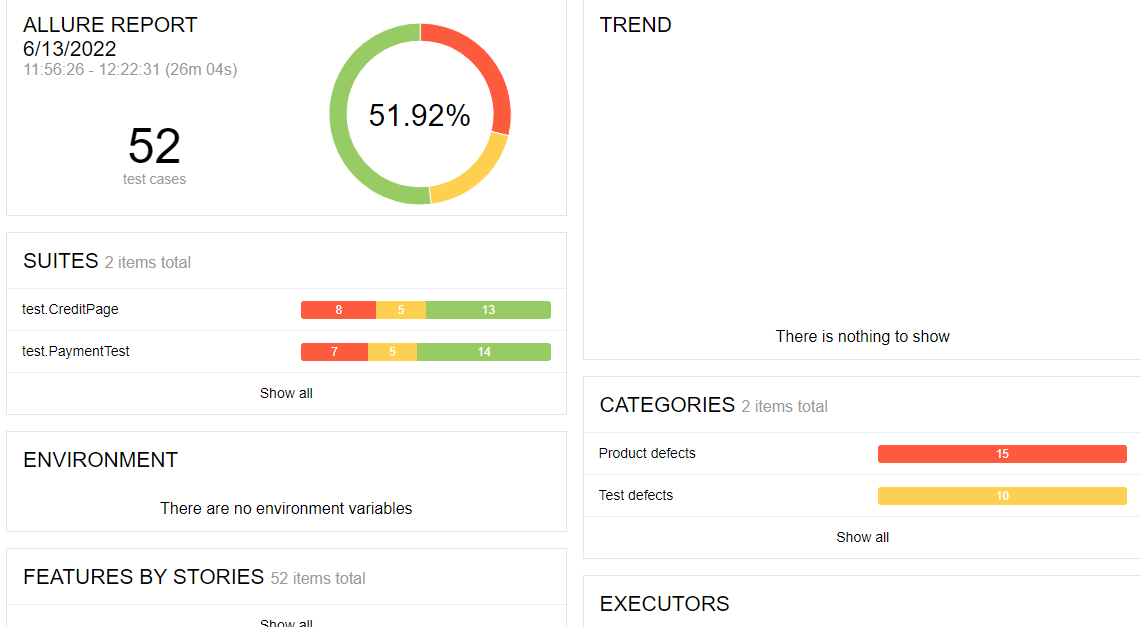 ALLURE REPORT
6/13/2022
11:56:26 - 12:22:31 (26m 04s)
52
test cases
51.92%
SUITES 2 items total
test.CreditPage 8 5 13
test.PaymentTest 7 5 14
Show all
ENVIRONMENT
There are no environment variables
FEATURES BY STORIES 52 items total
Show all
TREND
There is nothing to show
CATEGORIES 2 items total
Product defects 15
Test defects 10
Show all
EXECUTORS